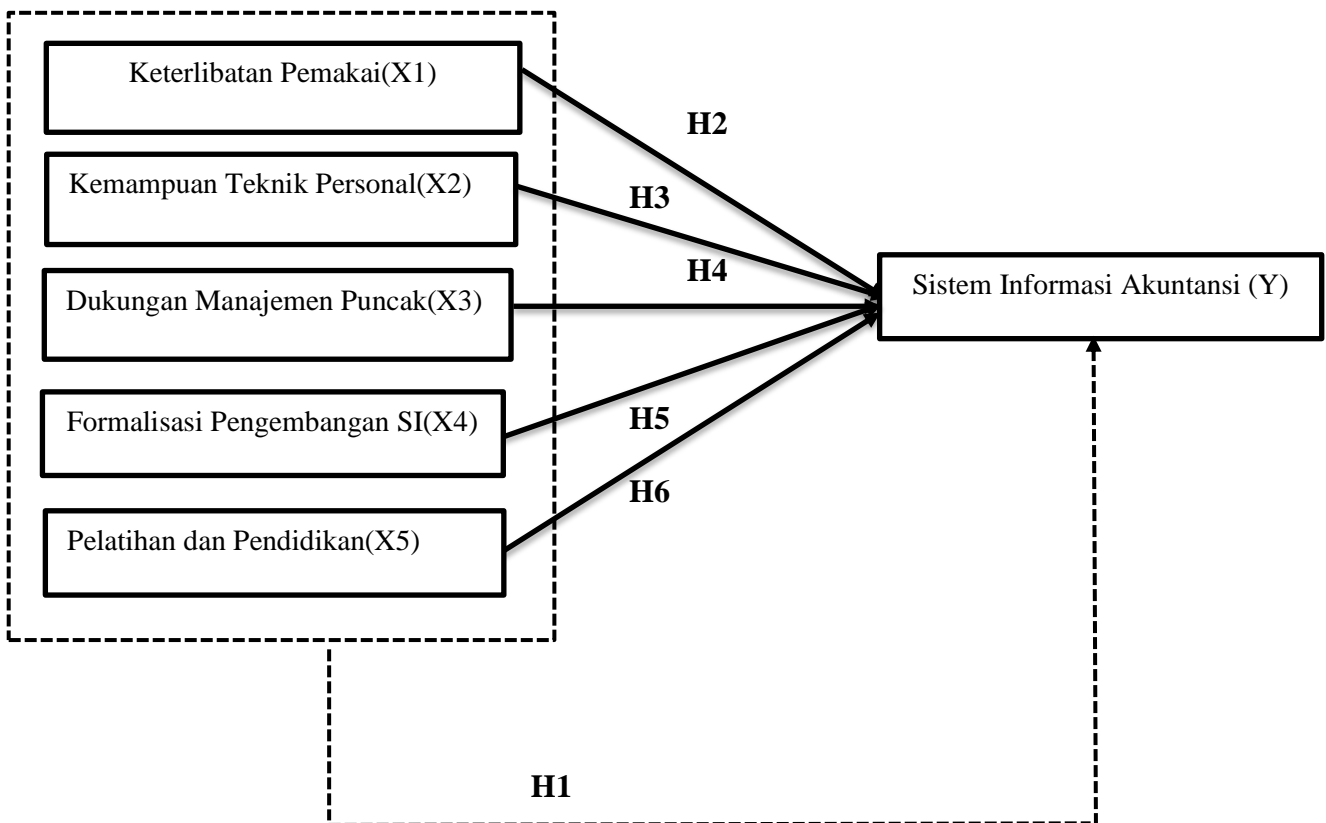 Keterlibatan Pemakai(X1)
H2
Kemampuan Teknik Personal(X2)
H3
H4
Dukungan Manajemen Puncak(X3)
Sistem Informasi Akuntansi (Y)
Formalisasi Pengembangan SI(X4)
H5
H6
Pelatihan dan Pendidikan(X5)
H1